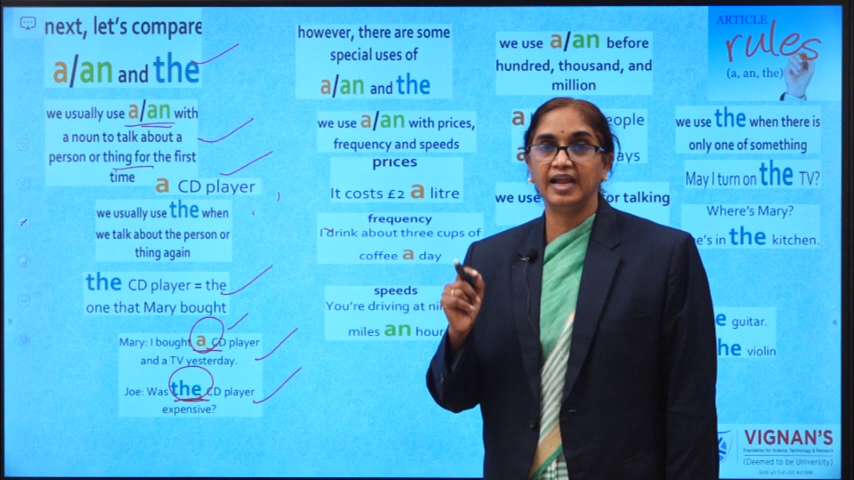 next, let's compare
a/an and the
we usually use a/an with
a noun to talk about a
person or thing for the first
time
a CD player
we usually use the when
we talk about the person or
thing again
the CD player = the
one that Mary bought
Mary: I bought a CD player
and a TV yesterday.
Joe: Was the CD player
expensive?
however, there are some
special uses of
a/an and the
we use a/an with prices,
frequency and speeds
prices
It costs £2 a litre
frequency
I drink about three cups of
coffee a day
speeds
You're driving at
miles an hour
we use a/an before
hundred, thousand, and
million
a
a
we use for talking
ARTICLE
rules
(a, an, the)
we use the when there is
only one of something
May I turn on the TV?
Where's Mary?
in the kitchen.
guitar.
violin
VIGNAN'S
Foundation for Science, Technology & Research
(Deemed to be University)